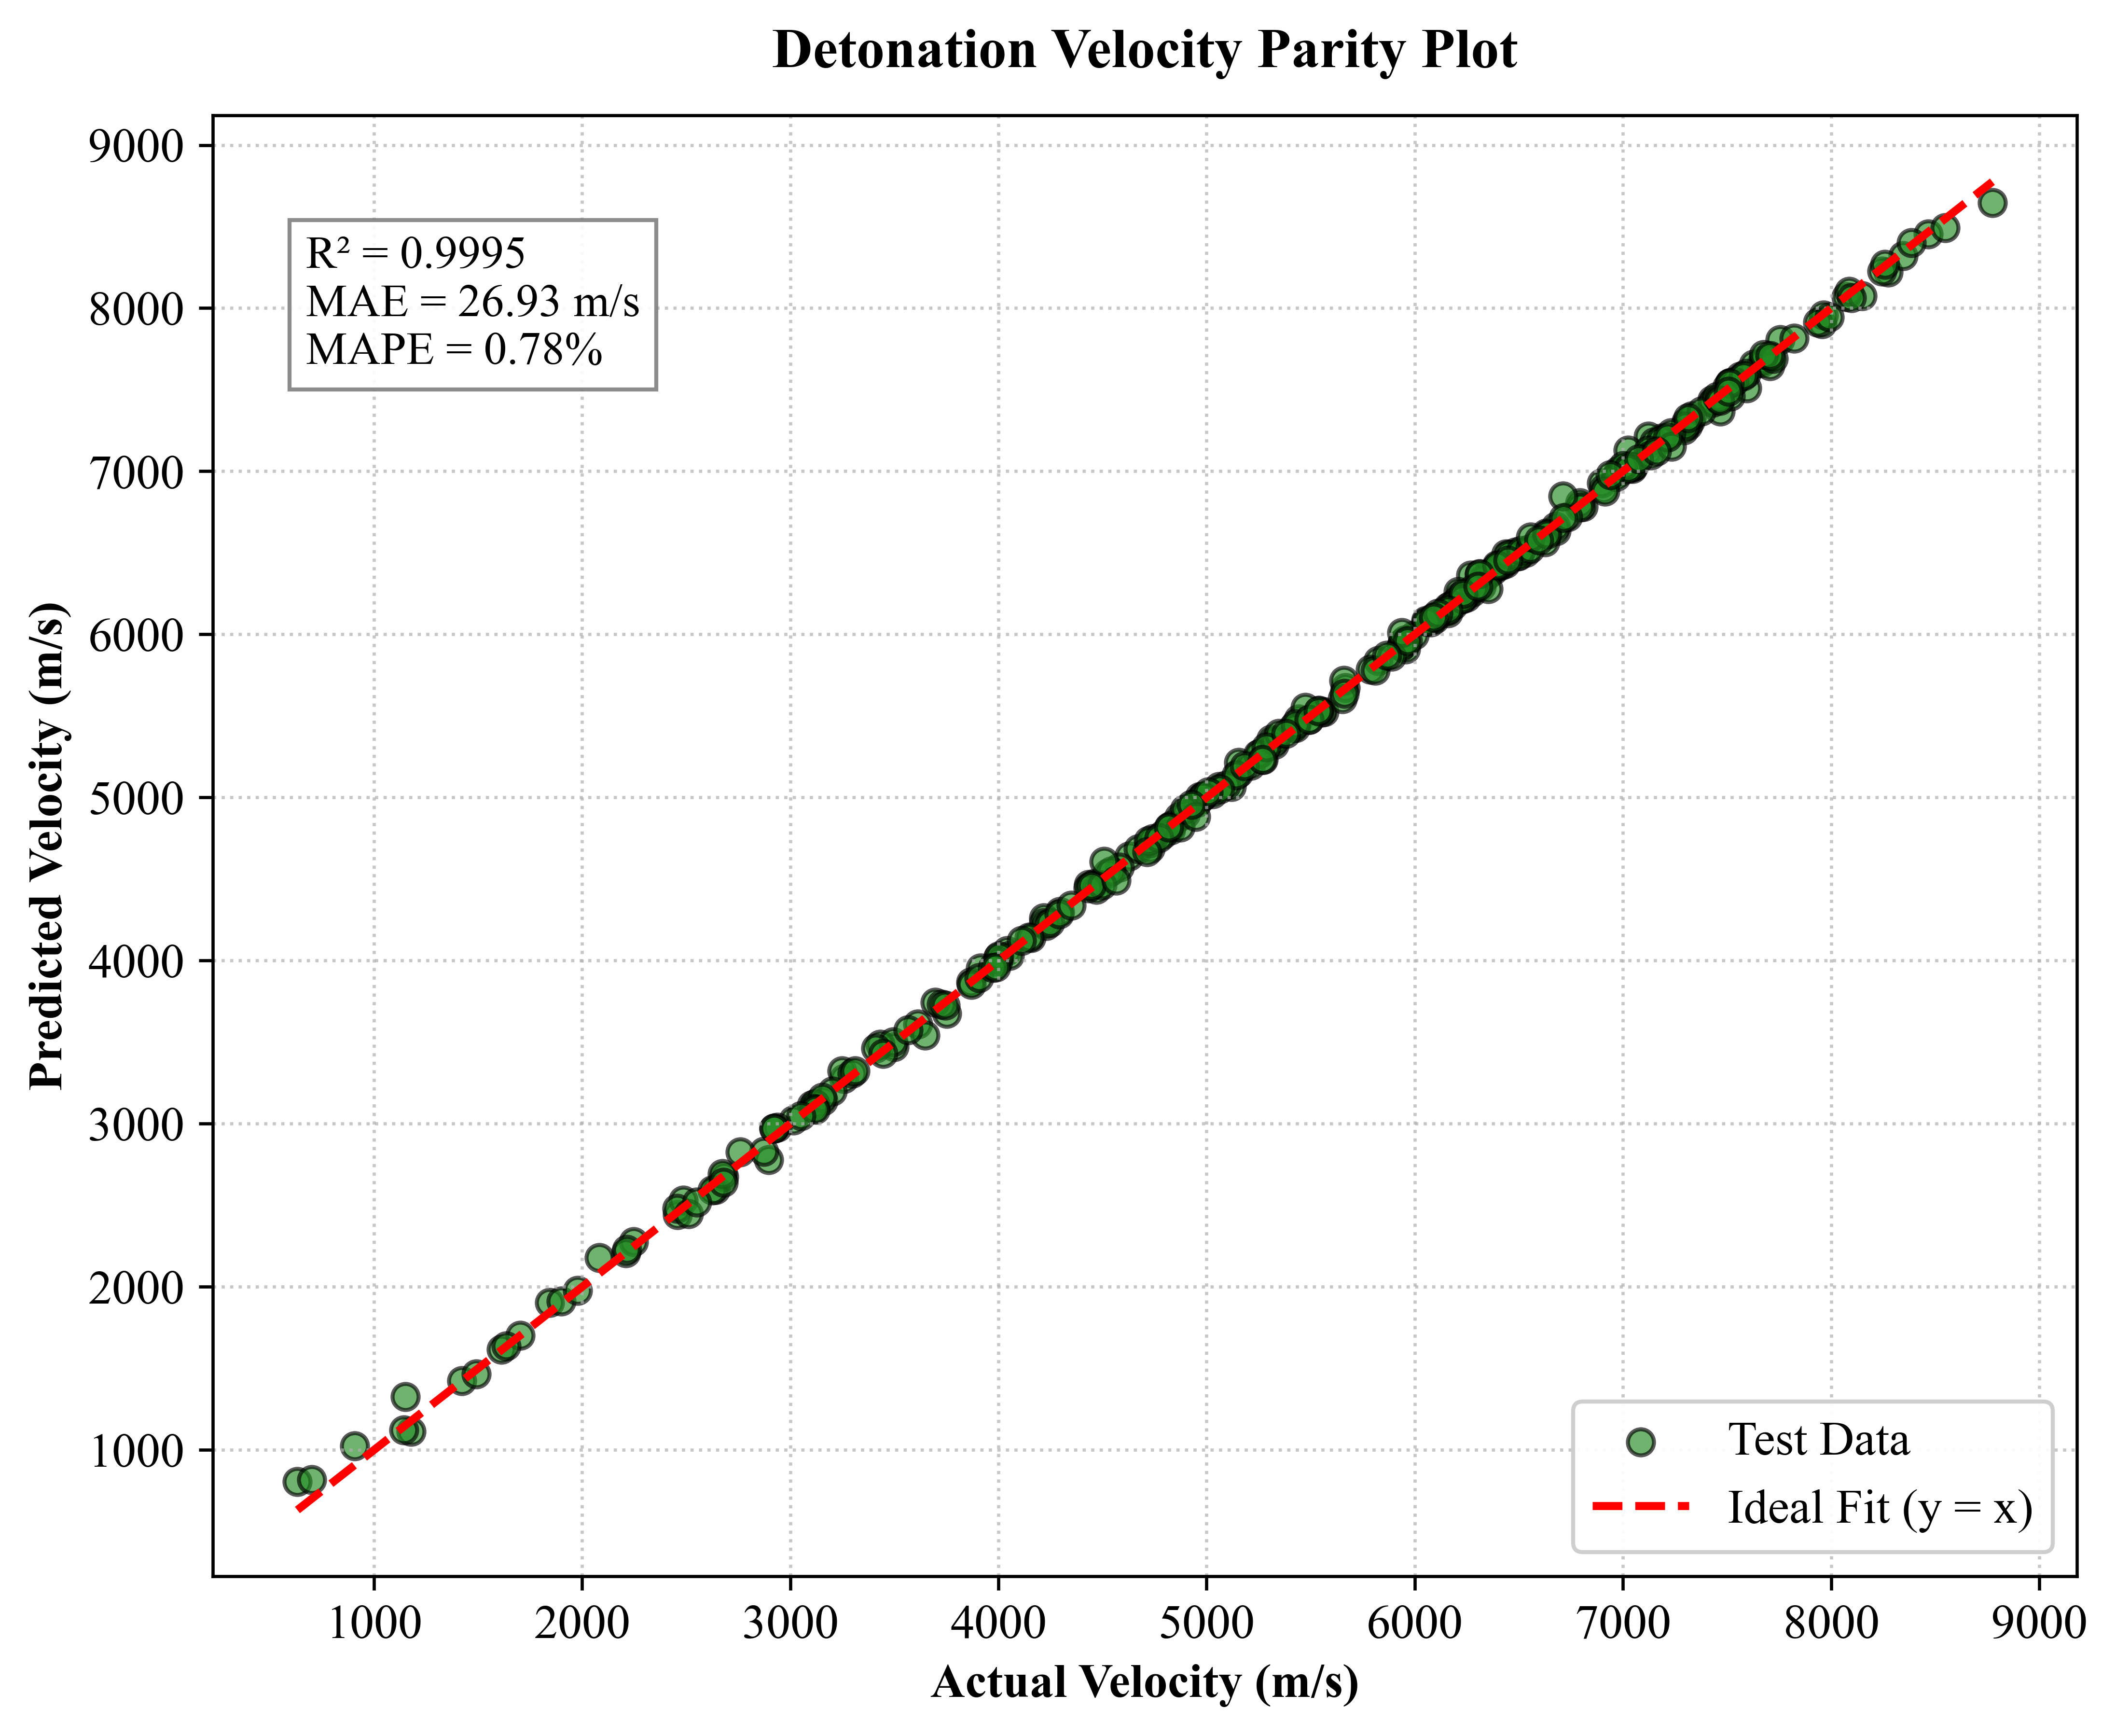 Detonation Velocity Parity Plot
9000
8000
7000
6000
5000
4000
3000
2000
1000
Predicted Velocity (m/s)
R² = 0.9995
MAE = 26.93 m/s
MAPE = 0.78%
Test Data
Ideal Fit (y = x)
1000 2000 3000 4000 5000 6000 7000 8000 9000
Actual Velocity (m/s)